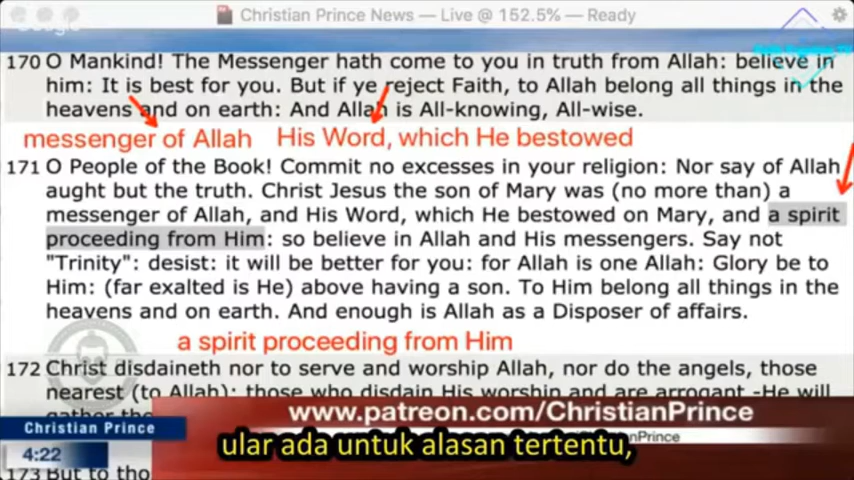 Christian Prince News — Live @ 152.5% — Ready
170 O Mankind! The Messenger hath come to you in truth from Allah: believe in
him: It is best for you. But if ye reject Faith, to Allah belong all things in the
heavens and on earth: And Allah is All-knowing, All-wise.
messenger of Allah His Word, which He bestowed
171 O People of the Book! Commit no excesses in your religion: Nor say of Allah
aught but the truth. Christ Jesus the son of Mary was (no more than) a
messenger of Allah, and His Word, which He bestowed on Mary, and a spirit
proceeding from Him: so believe in Allah and His messengers. Say not
"Trinity": desist: it will be better for you: for Allah is one Allah: Glory be to
Him: (far exalted is He) above having a son. To Him belong all things in the
heavens and on earth. And enough is Allah as a Disposer of affairs.
a spirit proceeding from Him
172 Christ disdaineth nor to serve and worship Allah, nor do the angels, those
nearest (to Allah): those who disdain His worship and are arrogant -He will
gather the
www.patreon.com/ChristianPrince
Christian Prince
4:22
ular ada untuk alasan tertentu,
173 But to tho